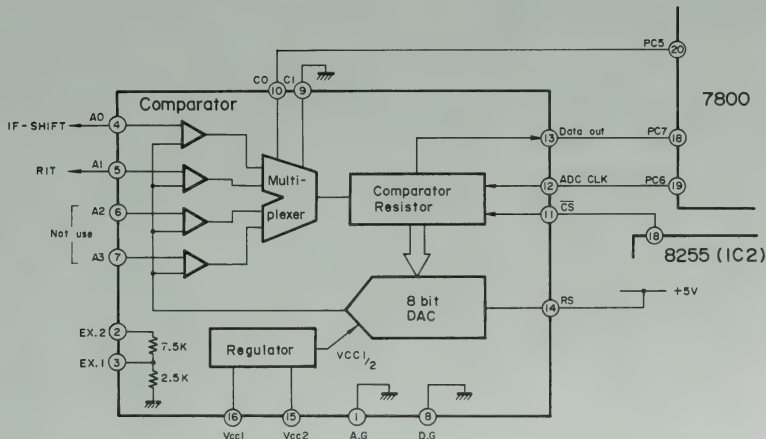 PC5 20
7800
C0 C1
10 9
Comparator
IF-SHIFT A0 4
13 Data out PC7 18
RIT A1 5
Multi-
plexer
Comparator
Resistor
12 ADC CLK PC6 19
A2 6
11 CS
Not use
18
8255 (IC2)
A3 7
8 bit
DAC
14 RS
+5V
EX.2 2
7.5K
Regulator
VCC1/2
EX.1 3
2.5K
16 15 1 8
Vcc1 Vcc2 A.G D.G